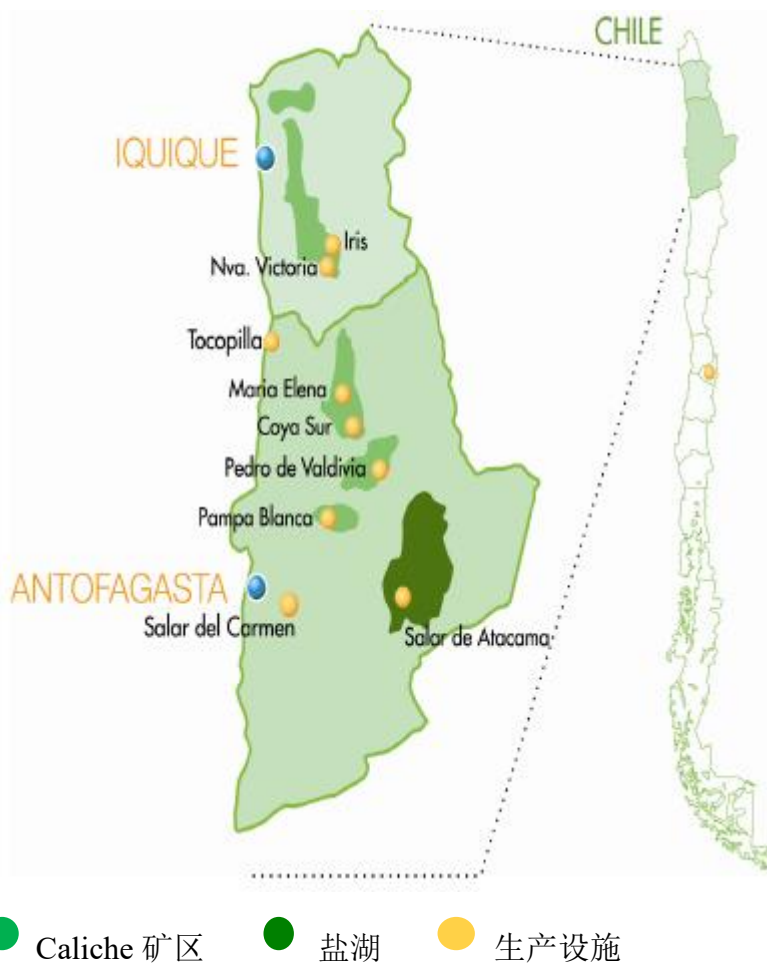 CHILE
IQUIQUE
Iris
Nva. Victoria
Tocopilla
Maria Elena
Coya Sur
Pedro de Valdivia
Pampa Blanca
ANTOFAGASTA
Salar del Carmen
Salar de Atacama
Caliche 矿区 盐湖 生产设施